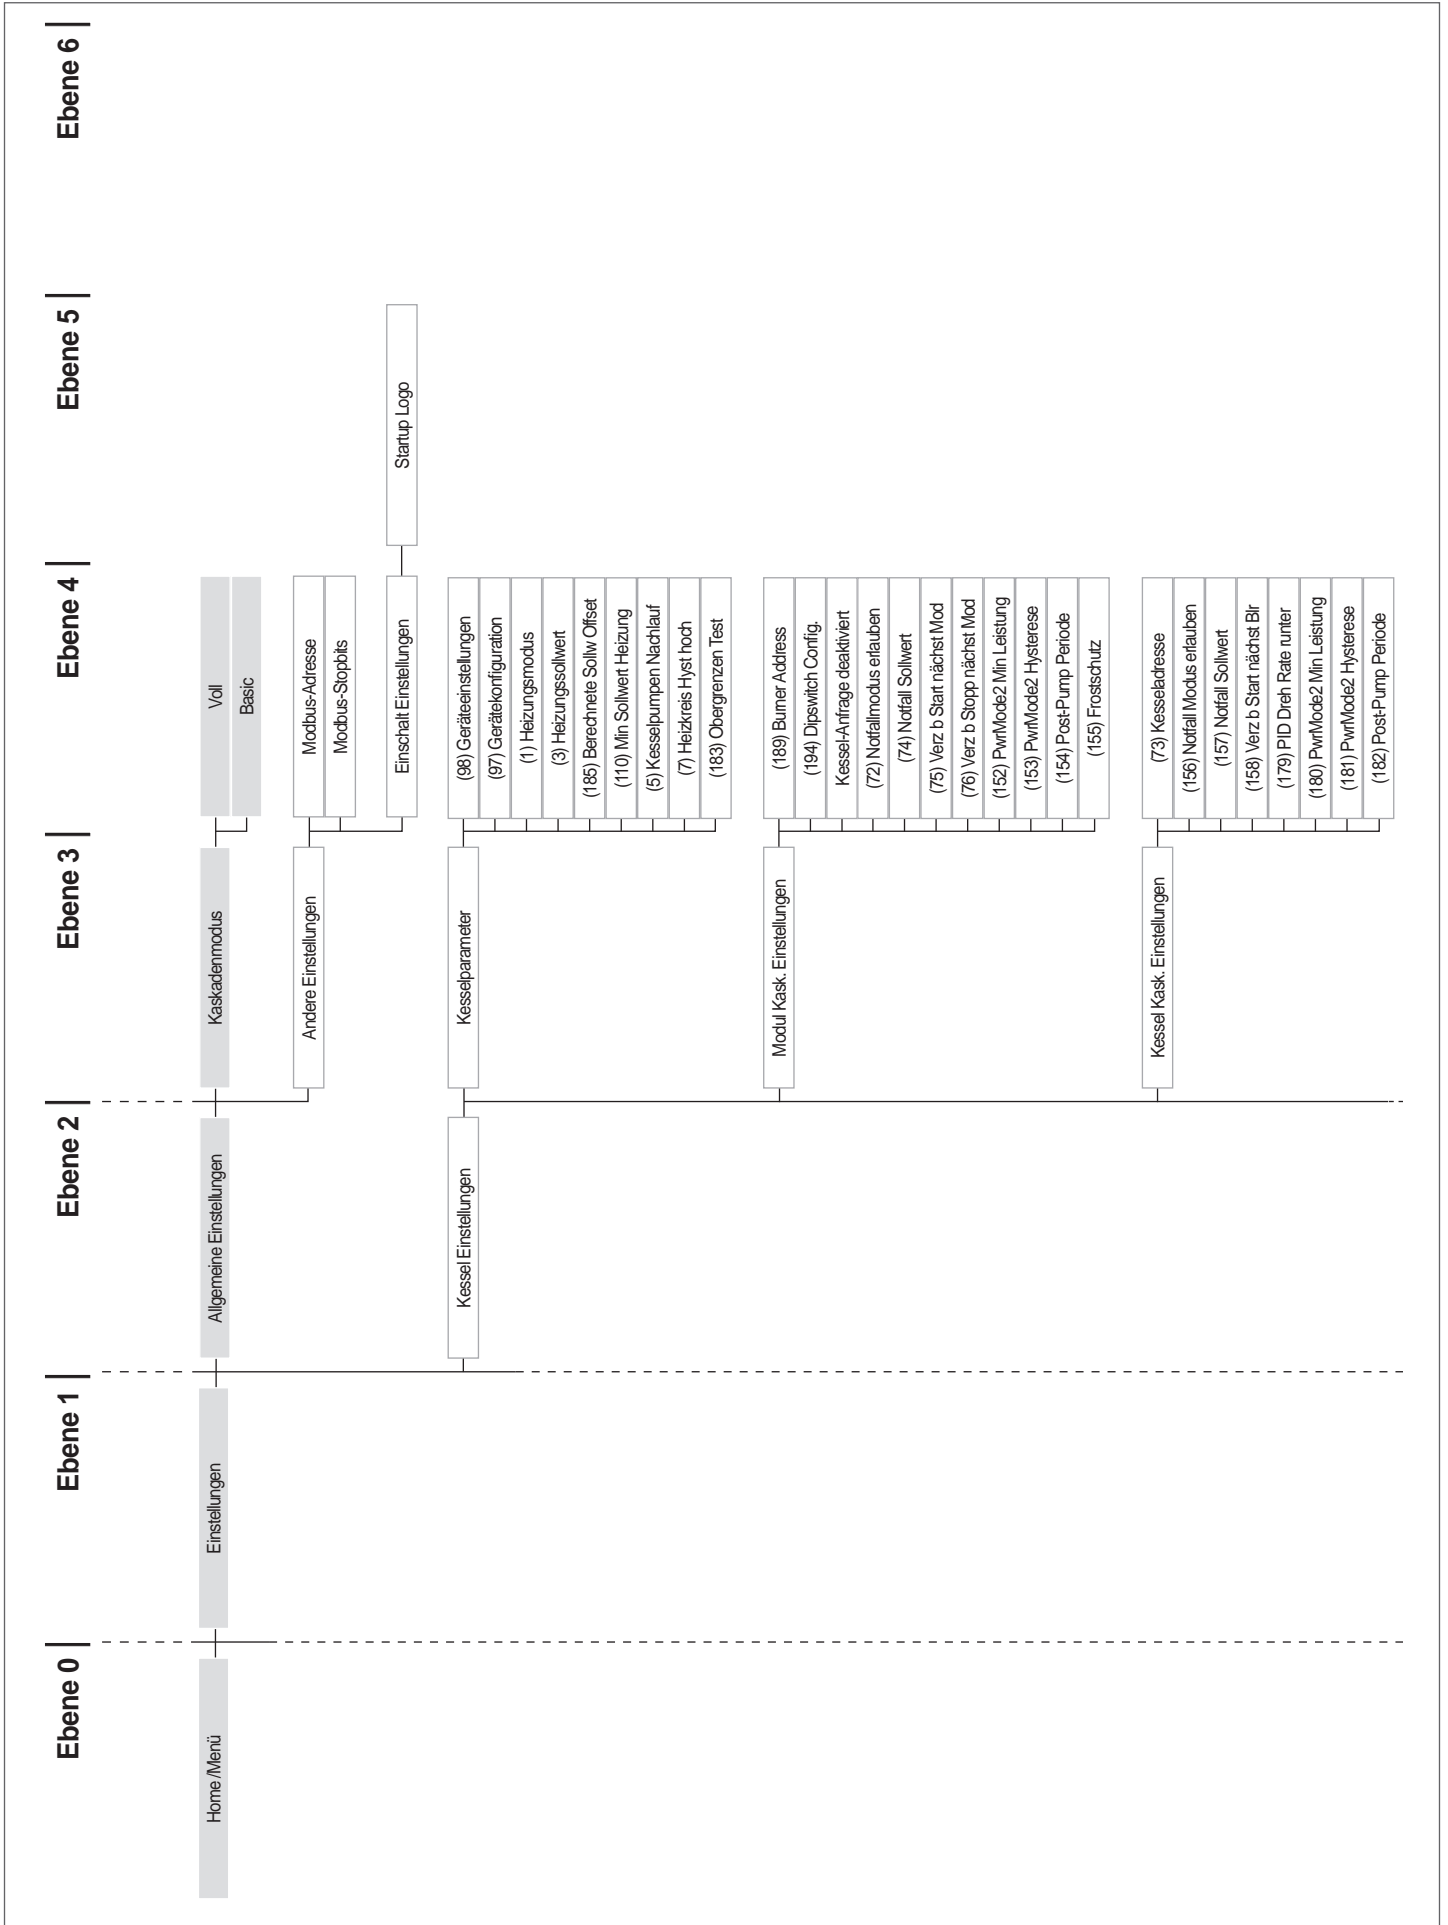 Ebene 0
Ebene 1
Ebene 2
Ebene 3
Ebene 4
Ebene 5
Ebene 6
Home /Menü
Einstellungen
Allgemeine Einstellungen
Kaskadenmodus
Voll
Basic
Andere Einstellungen
Modbus-Adresse
Modbus-Stopbits
Einschalt Einstellungen
Startup Logo
Kessel Einstellungen
Kesselparameter
(98) Geräteeinstellungen
(97) Gerätekonfiguration
(1) Heizungsmodus
(3) Heizungssollwert
(185) Berechnete Sollw Offset
(110) Min Sollwert Heizung
(5) Kesselpumpen Nachlauf
(7) Heizkreis Hyst hoch
(183) Obergrenzen Test
Modul Kask. Einstellungen
(189) Burner Address
(194) Dipswitch Config.
Kessel-Anfrage deaktiviert
(72) Notfallmodus erlauben
(74) Notfall Sollwert
(75) Verz b Start nächst Mod
(76) Verz b Stopp nächst Mod
(152) PwrMode2 Min Leistung
(153) PwrMode2 Hysterese
(154) Post-Pump Periode
(155) Frostschutz
Kessel Kask. Einstellungen
(73) Kesseladresse
(156) Notfall Modus erlauben
(157) Notfall Sollwert
(158) Verz b Start nächst Blr
(179) PID Dreh Rate runter
(180) PwrMode2 Min Leistung
(181) PwrMode2 Hysterese
(182) Post-Pump Periode